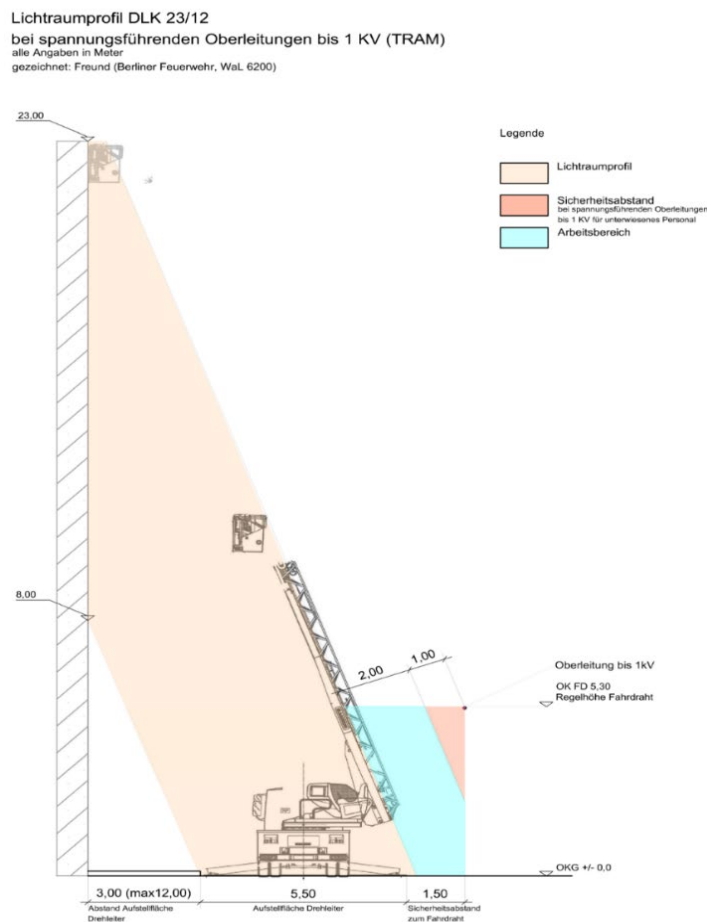 Lichtraumprofil DLK 23/12
bei spannungsführenden Oberleitungen bis 1 KV (TRAM)
alle Angaben in Meter
gezeichnet: Freund (Berliner Feuerwehr, WaL 6200)
23,00
Legende
Lichtraumprofil
Sicherheitsabstand
bei spannungsführenden Oberleitungen
bis 1 KV für unterwiesenes Personal
Arbeitsbereich
8,00
2,00
1,00
Oberleitung bis 1kV
OK FD 5,30
Regelhöhe Fahrdraht
OKG +/- 0,0
3,00 (max12,00)
5,50
1,50
Abstand Aufstellfläche
Drehleiter
Aufstellfläche Drehleiter
Sicherheitsabstand
zum Fahrdraht